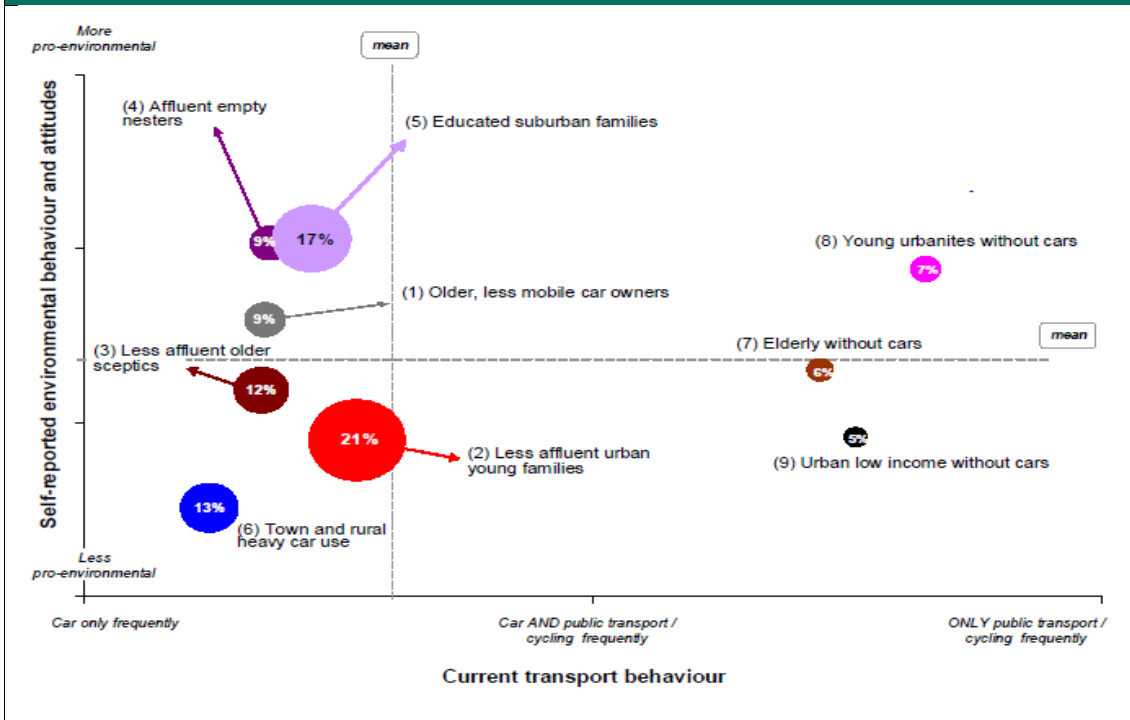 More
pro-environmental
mean
(4) Affluent empty
nesters
(5) Educated suburban families
Self-reported environmental behaviour and attitudes
9%
17%
(8) Young urbanites without cars
7%
(1) Older, less mobile car owners
9%
mean
(7) Elderly without cars
(3) Less affluent older
sceptics
6%
12%
21%
5%
(2) Less affluent urban
young families
(9) Urban low income without cars
13%
(6) Town and rural
heavy car use
Less
pro-environmental
Car only frequently
Car AND public transport /
cycling frequently
ONLY public transport /
cycling frequently
Current transport behaviour